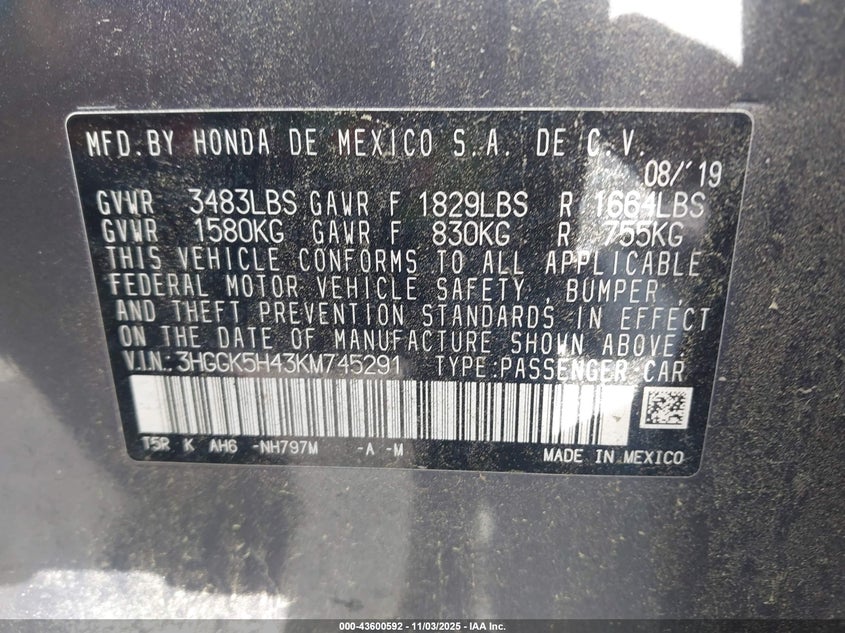 MFD.BY HONDA DE MEXICO S.A. DE C.V.
08/'19
GVWR 3483LBS GAWR F 1829LBS R 1664LBS
GVWR 1580KG GAWR F 830KG R 755KG
THIS VEHICLE CONFORMS TO ALL APPLICABLE
FEDERAL MOTOR VEHICLE SAFETY , BUMPER ,
AND THEFT PREVENTION STANDARDS IN EFFECT
ON THE DATE OF MANUFACTURE SHOWN ABOVE.
V.I.N.:3HGGK5H43KM745291 TYPE:PASSENGER CAR
T5R K AH6 -NH797M -A -M
MADE IN MEXICO
000-43600592 - 11/03/2025 - IAA Inc.